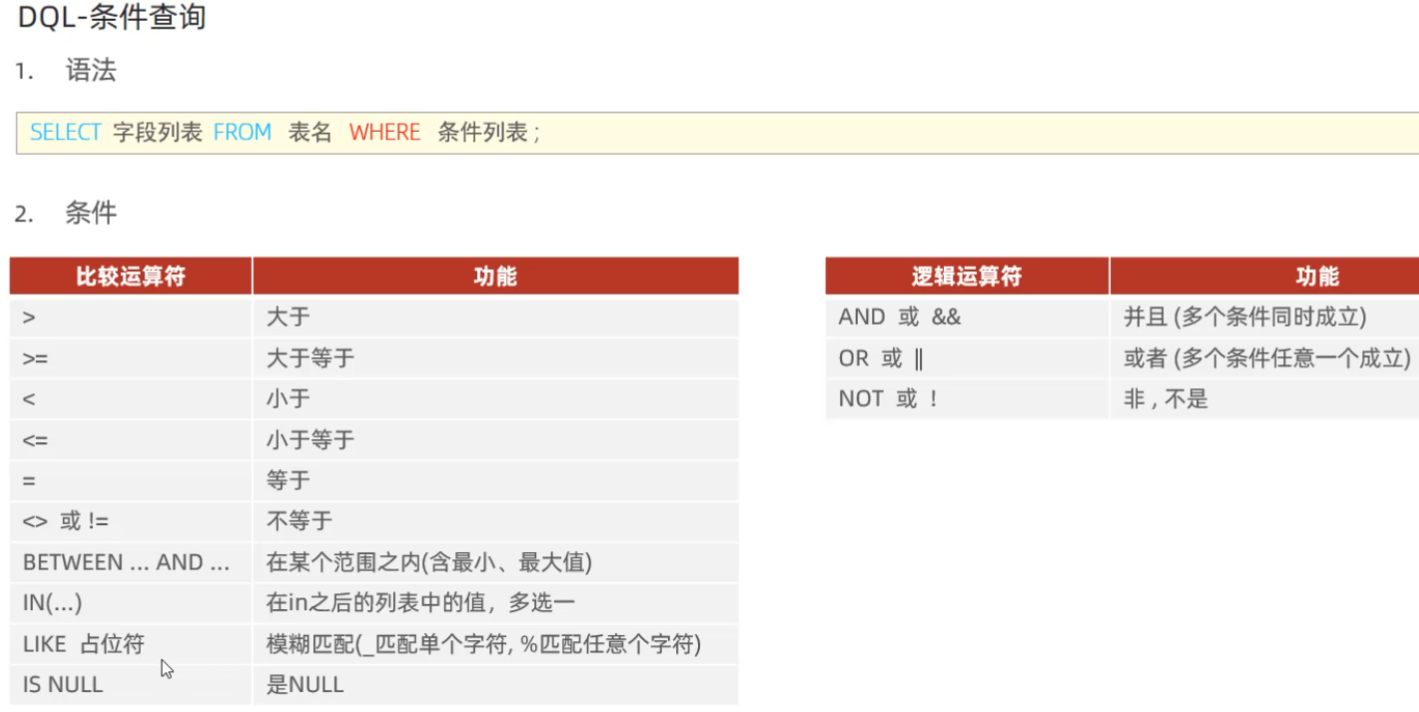 DQL-条件查询
1. 语法
SELECT 字段列表 FROM 表名 WHERE 条件列表 ;
2. 条件
比较运算符 功能
> 大于
>= 大于等于
< 小于
<= 小于等于
= 等于
<> 或 != 不等于
BETWEEN ... AND ... 在某个范围之内(含最小、最大值)
IN(...) 在in之后的列表中的值，多选一
LIKE 占位符 模糊匹配(_匹配单个字符, %匹配任意个字符)
IS NULL 是NULL
逻辑运算符 功能
AND 或 && 并且 (多个条件同时成立)
OR 或 || 或者 (多个条件任意一个成立)
NOT 或 ! 非 , 不是